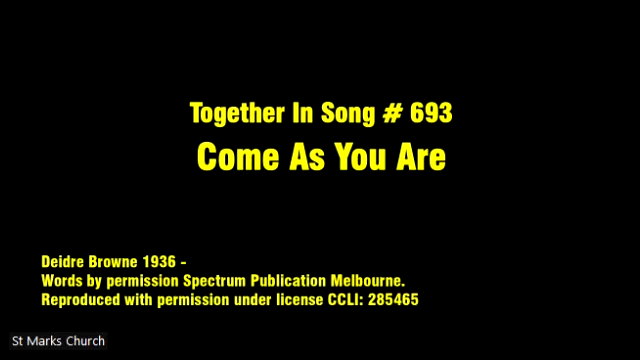 Together In Song # 693
Come As You Are
Deidre Browne 1936 -
Words by permission Spectrum Publication Melbourne.
Reproduced with permission under license CCLI: 285465
St Marks Church